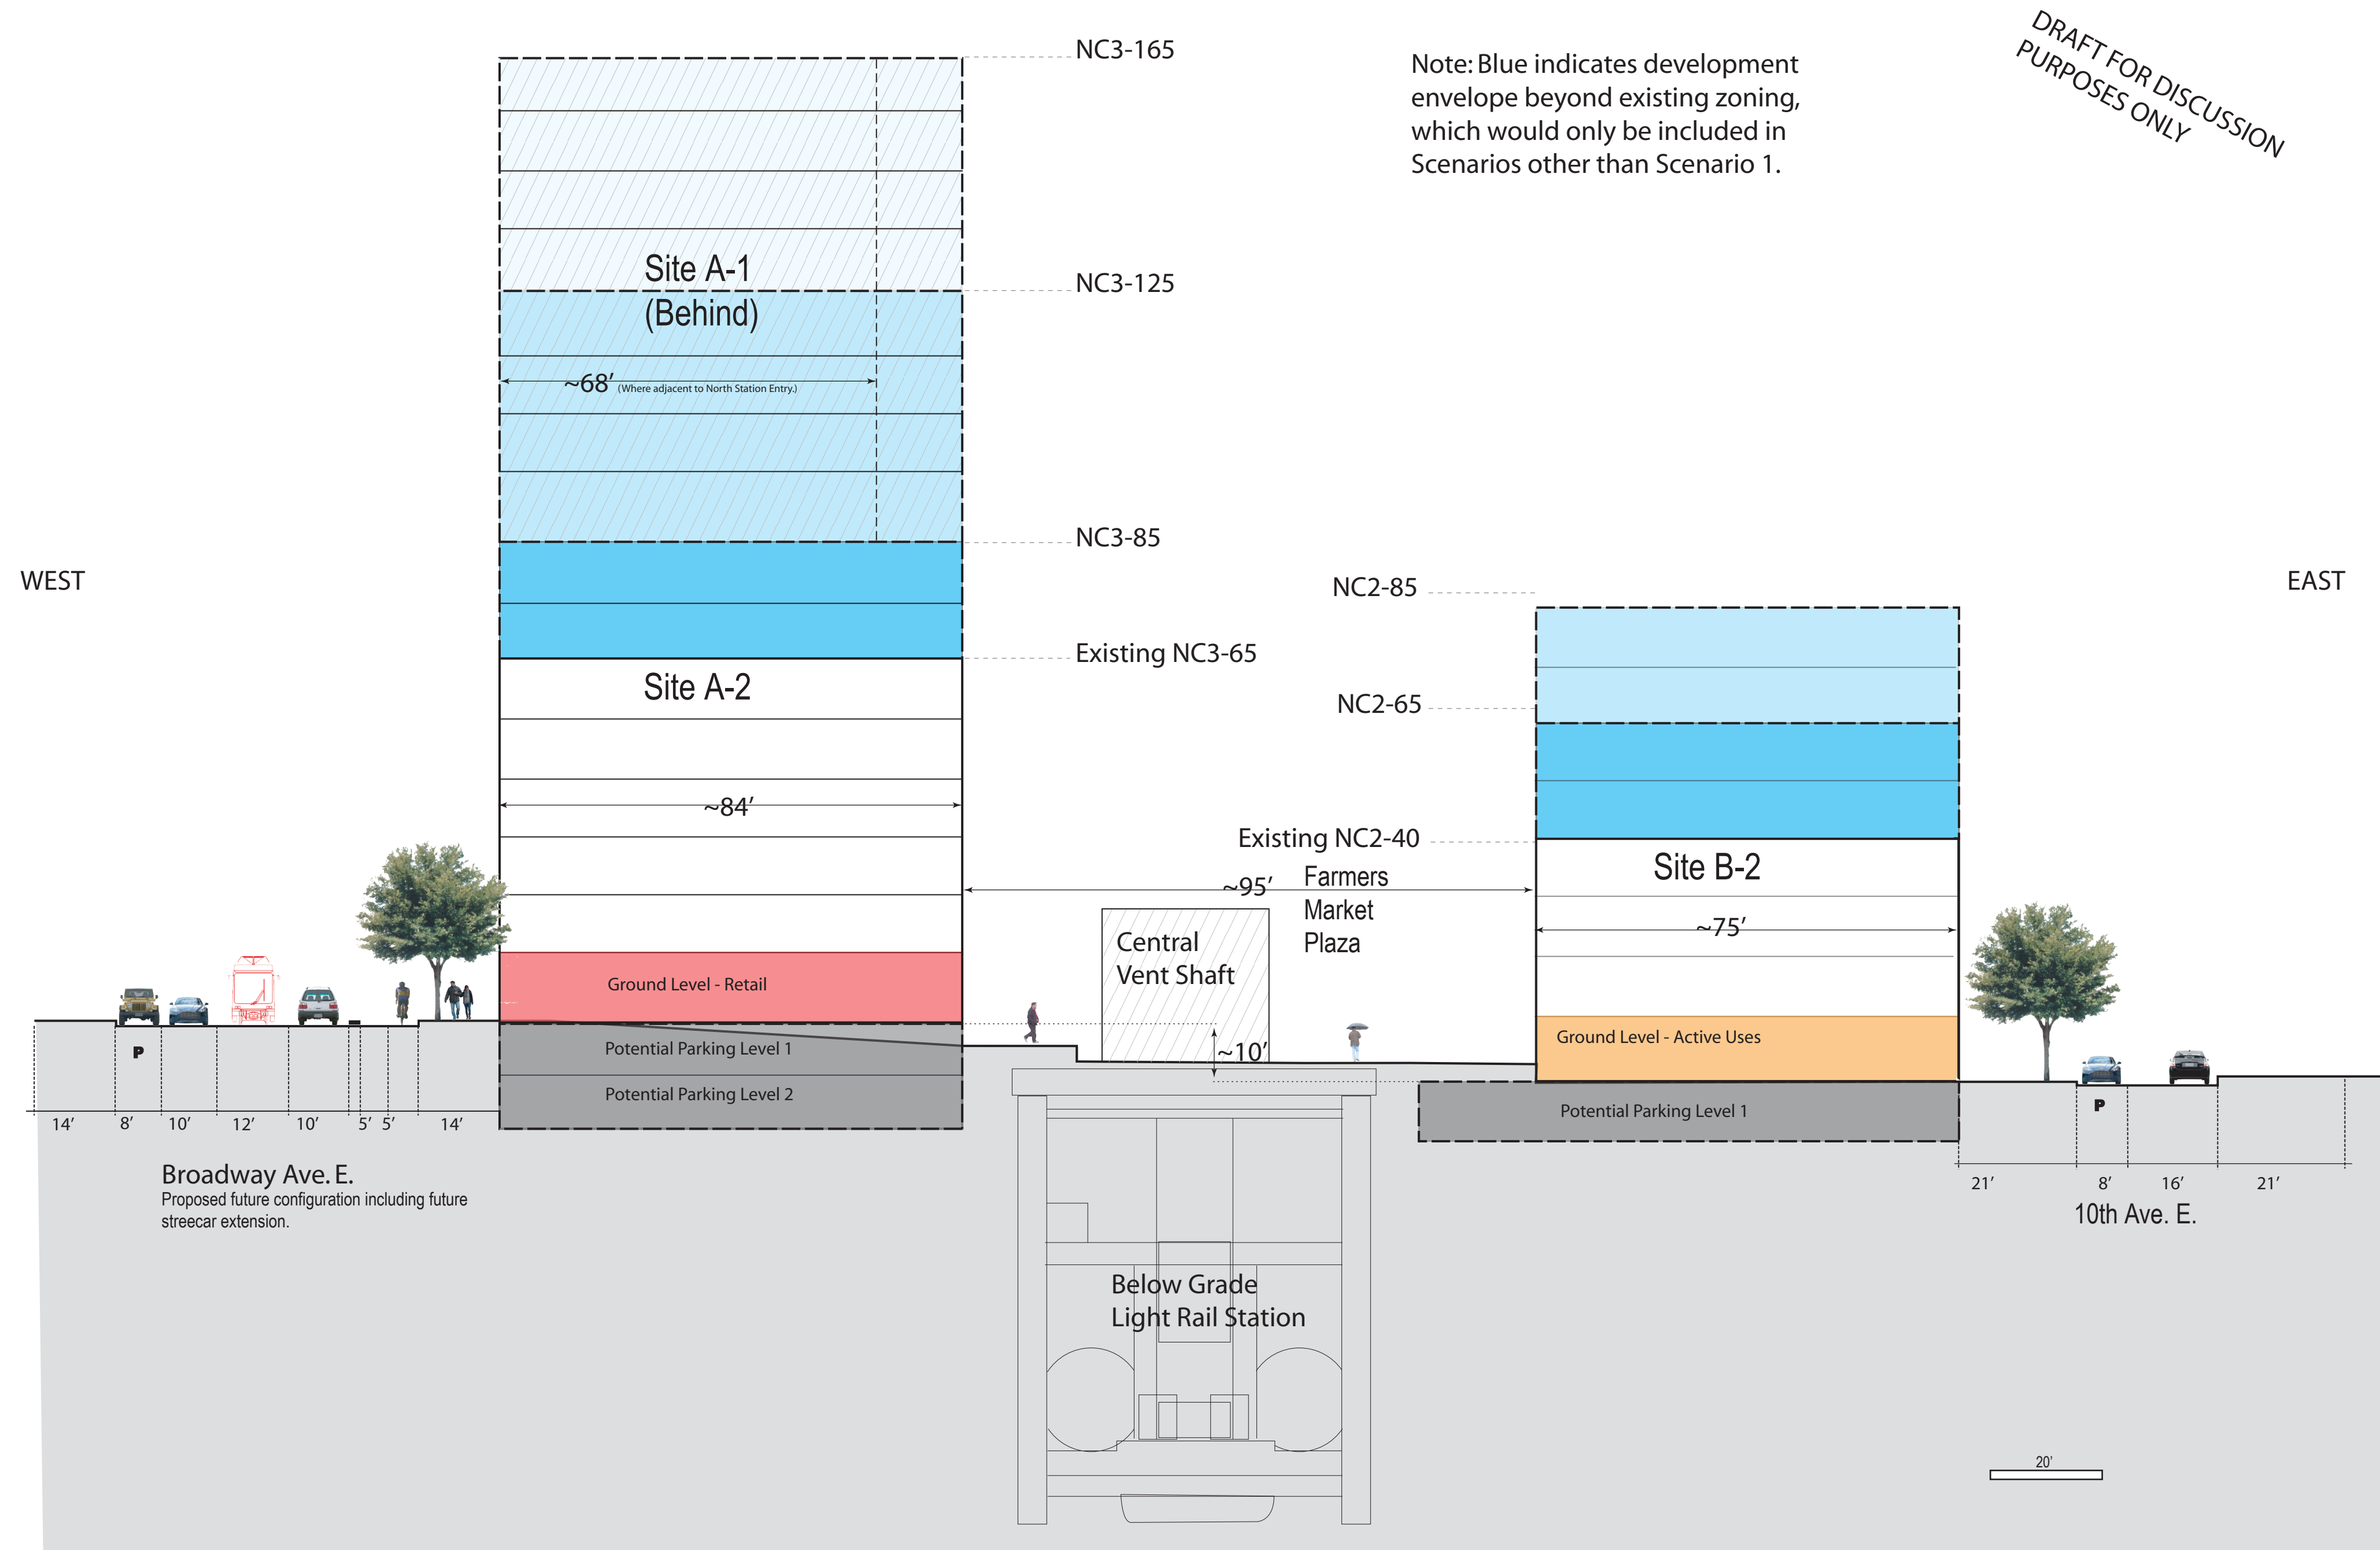 DRAFT FOR DISCUSSION
PURPOSES ONLY
NC3-165
Note: Blue indicates development
envelope beyond existing zoning,
which would only be included in
Scenarios other than Scenario 1.
Site A-1
(Behind)
NC3-125
~68’ (Where adjacent to North Station Entry.)
NC3-85
WEST
EAST
NC2-85
Existing NC3-65
Site A-2
NC2-65
~84’
Existing NC2-40
Site B-2
~95’
Farmers
Market
Plaza
~75’
Central
Vent Shaft
Ground Level - Retail
Ground Level - Active Uses
P
Potential Parking Level 1
~10’
Potential Parking Level 2
Potential Parking Level 1
P
14’ 8’ 10’ 12’ 10’ 5’ 5’ 14’
Broadway Ave. E.
Proposed future configuration including future
streecar extension.
21’ 8’ 16’ 21’
10th Ave. E.
Below Grade
Light Rail Station
20’